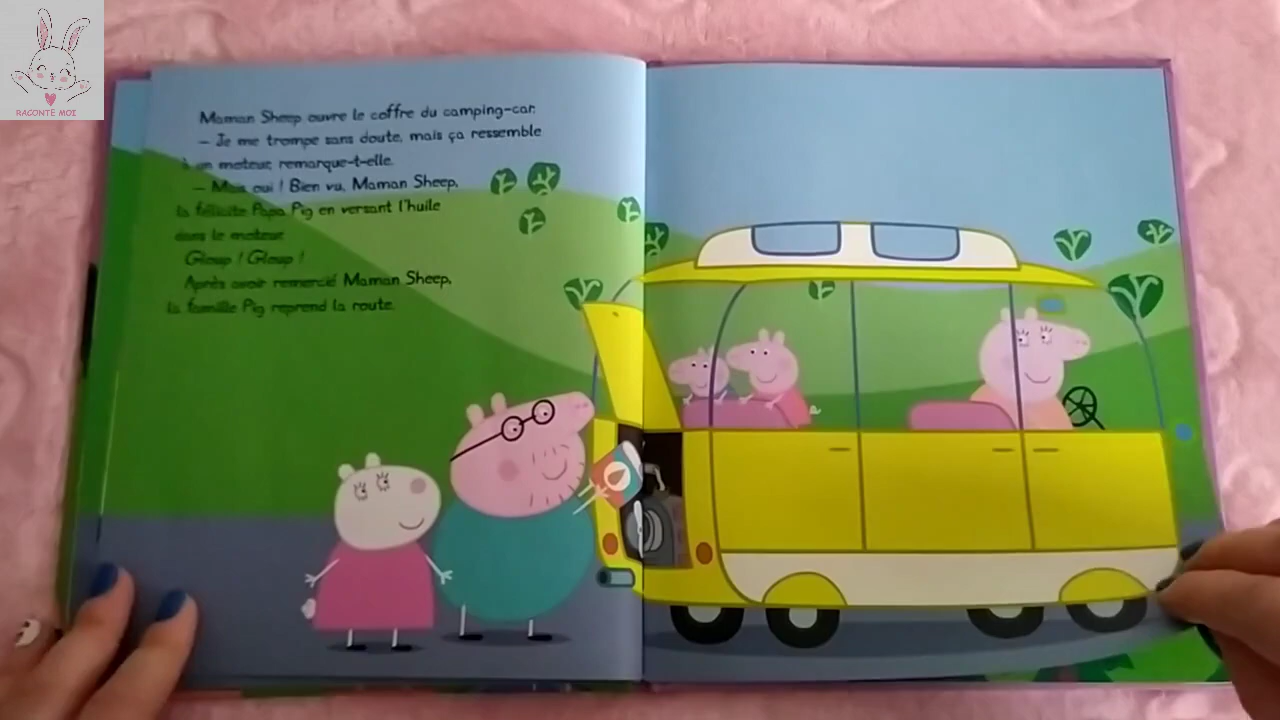 RACONTE MOI
Maman Sheep ouvre le coffre du camping-car.
– Je me trompe sans doute, mais ça ressemble
à un moteur, remarque-t-elle.
– Mais oui ! Bien vu, Maman Sheep,
la félicite Papa Pig en versant l'huile
dans le moteur.
Gloup ! Gloup !
Après avoir remercié Maman Sheep,
la famille Pig reprend la route.